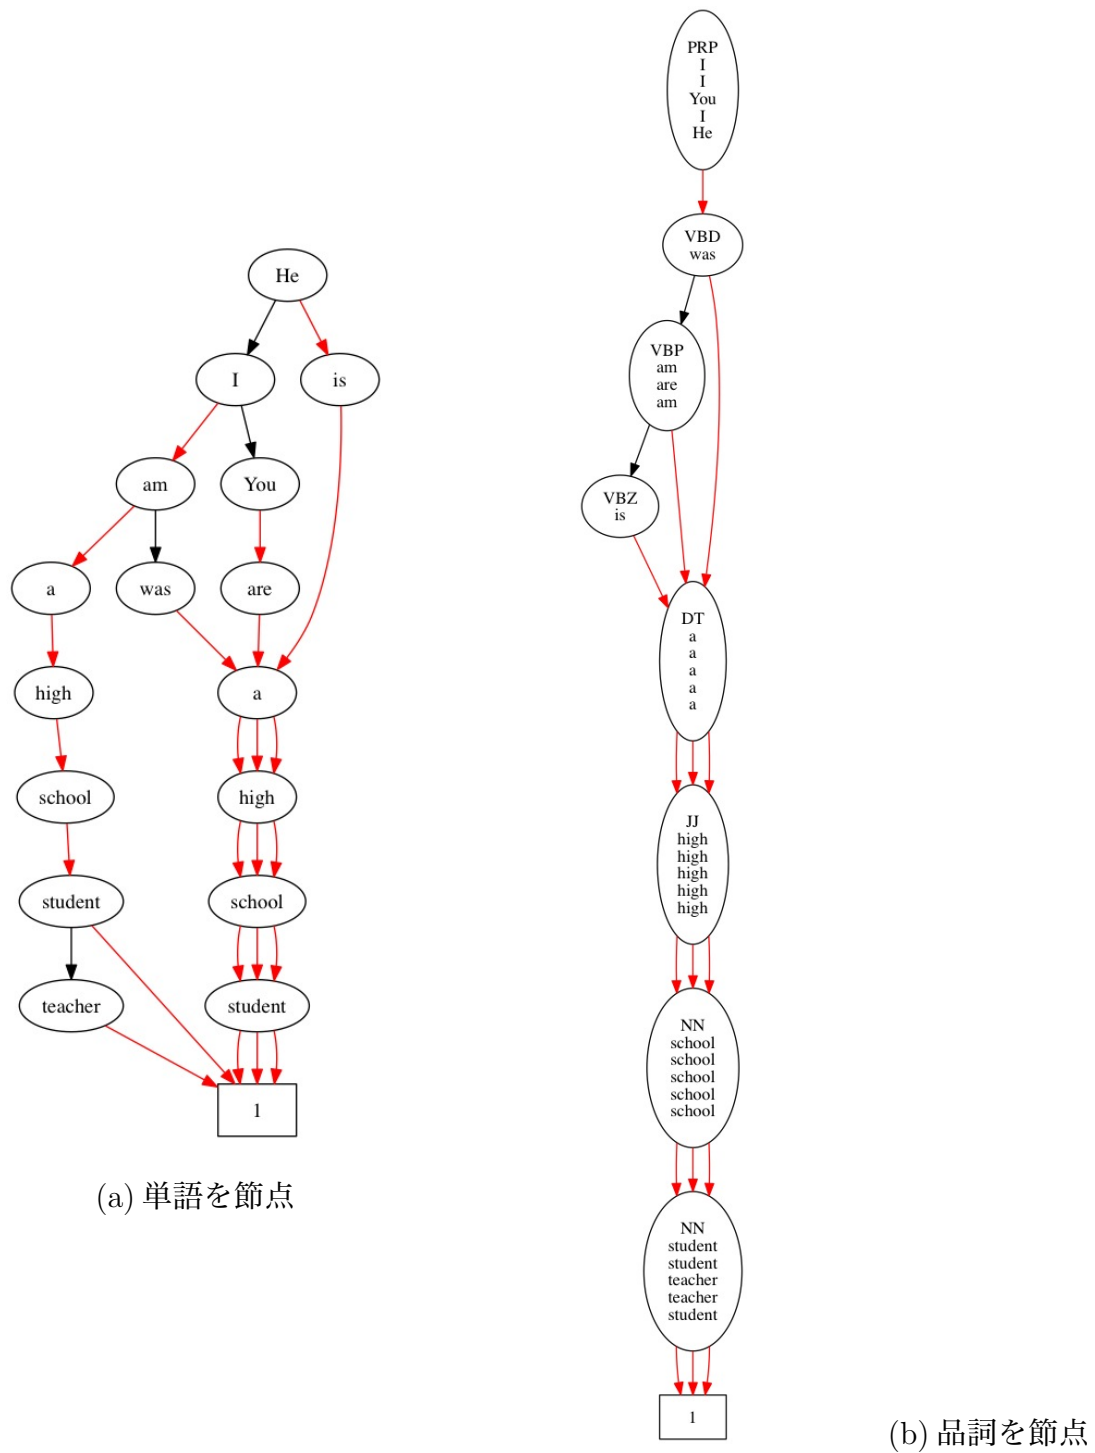 He
I
is
am
You
a
was
are
high
a
school
high
student
school
teacher
student
1
(a) 単語を節点
PRP
I
I
You
I
He
VBD
was
VBP
am
are
am
VBZ
is
DT
a
a
a
a
a
JJ
high
high
high
high
high
NN
school
school
school
school
school
NN
student
student
teacher
teacher
student
1
(b) 品詞を節点